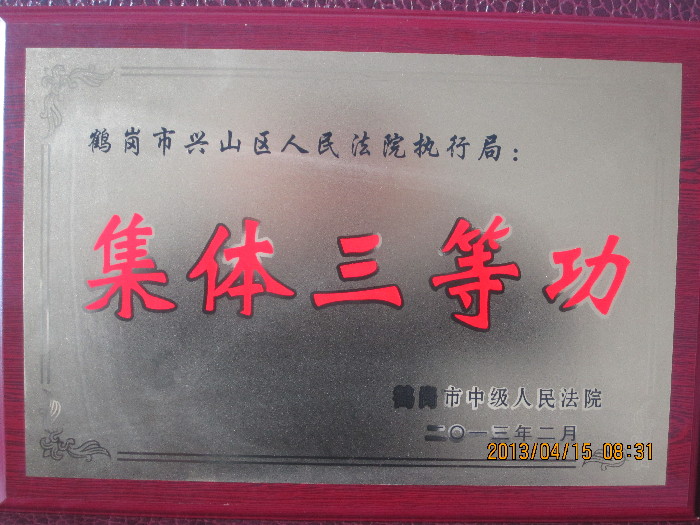 鹤岗市兴山区人民法院执行局：
集体三等功
鹤岗市中级人民法院
二〇一三年二月
2013/04/15 08:31